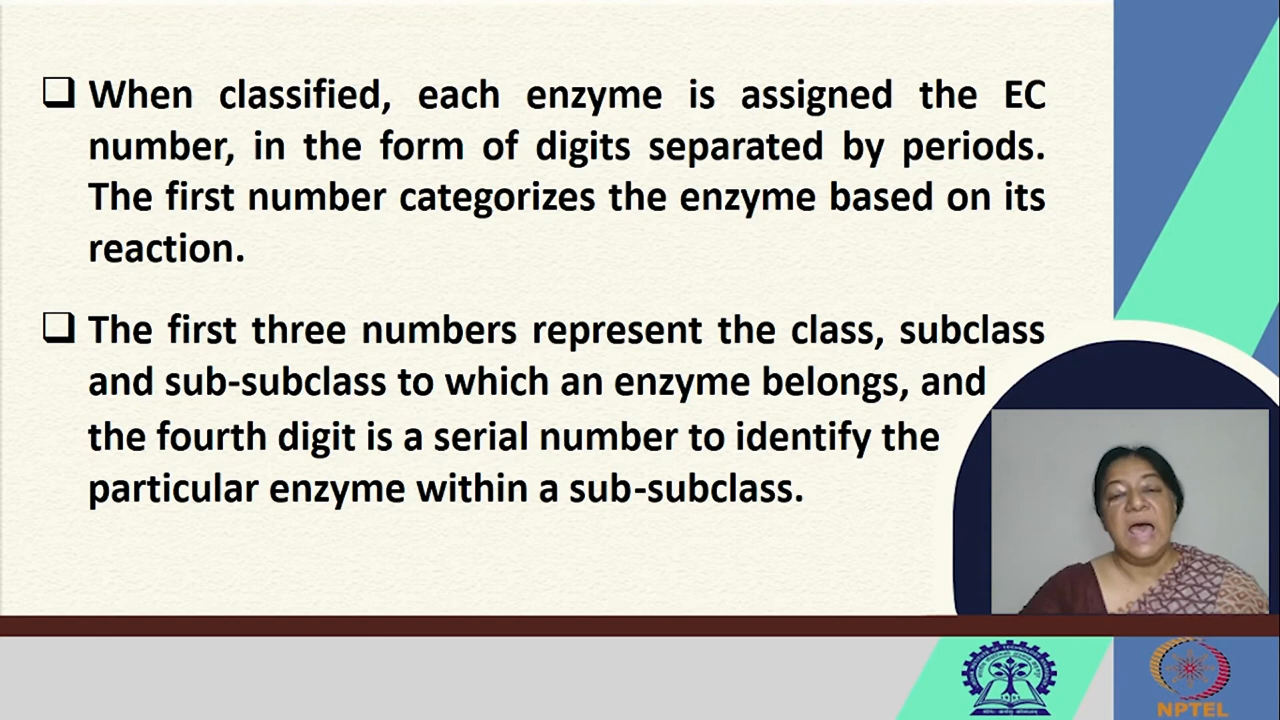 When classified, each enzyme is assigned the EC
number, in the form of digits separated by periods.
The first number categorizes the enzyme based on its
reaction.
The first three numbers represent the class, subclass
and sub-subclass to which an enzyme belongs, and
the fourth digit is a serial number to identify the
particular enzyme within a sub-subclass.
NPTEL